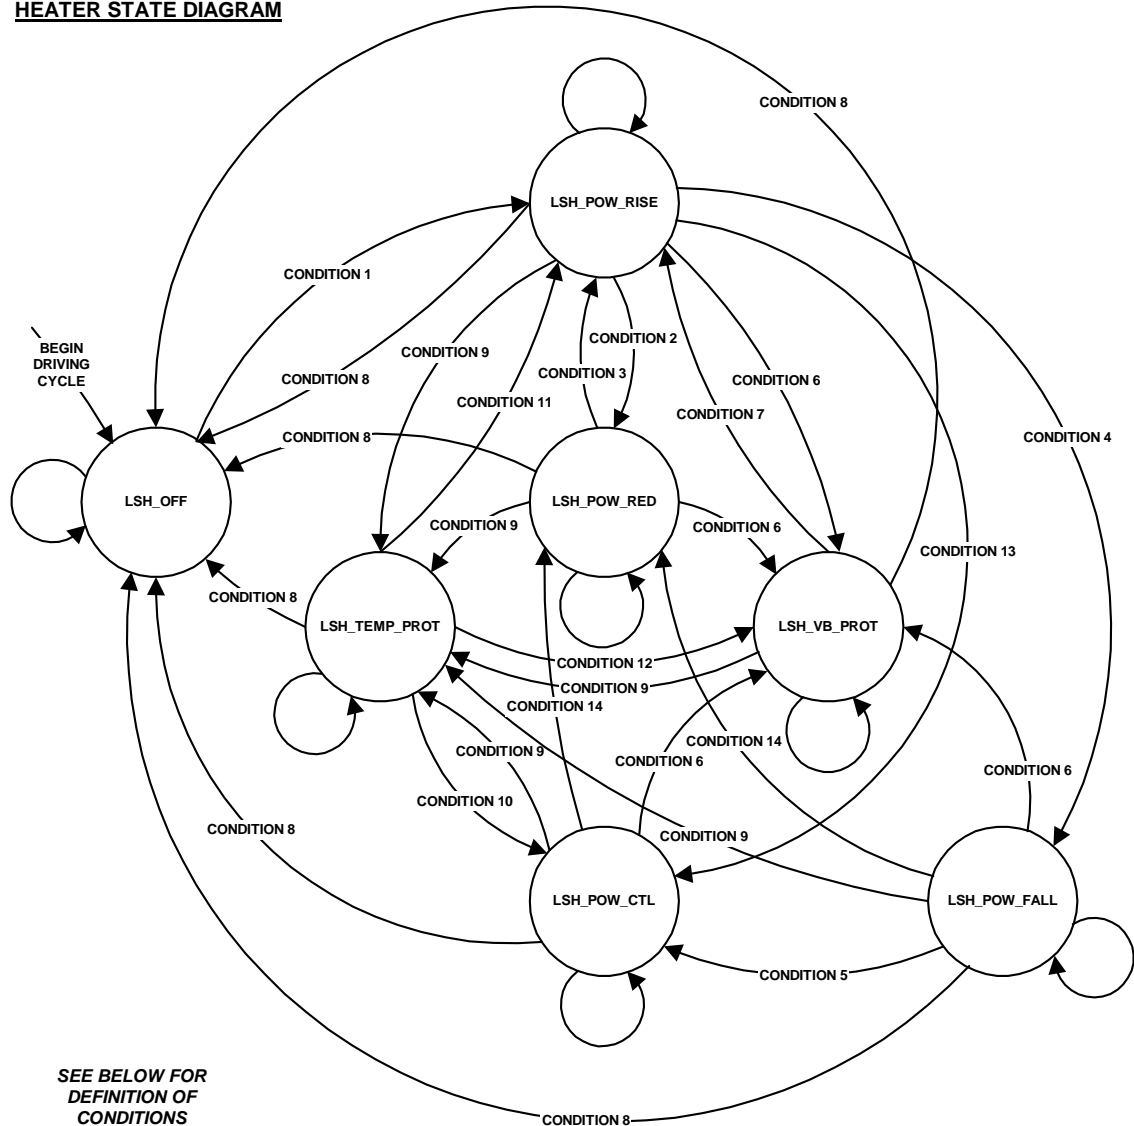 HEATER STATE DIAGRAM
CONDITION 8
LSH_POW_RISE
CONDITION 1
BEGIN
DRIVING
CYCLE
CONDITION 9
CONDITION 2
CONDITION 3
CONDITION 8
CONDITION 6
CONDITION 11
CONDITION 7
CONDITION 8
CONDITION 4
LSH_OFF
LSH_POW_RED
CONDITION 9
CONDITION 6
CONDITION 13
CONDITION 8
LSH_TEMP_PROT
LSH_VB_PROT
CONDITION 12
CONDITION 9
CONDITION 14
CONDITION 14
CONDITION 9
CONDITION 6
CONDITION 6
CONDITION 10
CONDITION 8
CONDITION 9
LSH_POW_CTL
LSH_POW_FALL
CONDITION 5
SEE BELOW FOR
DEFINITION OF
CONDITIONS
CONDITION 8